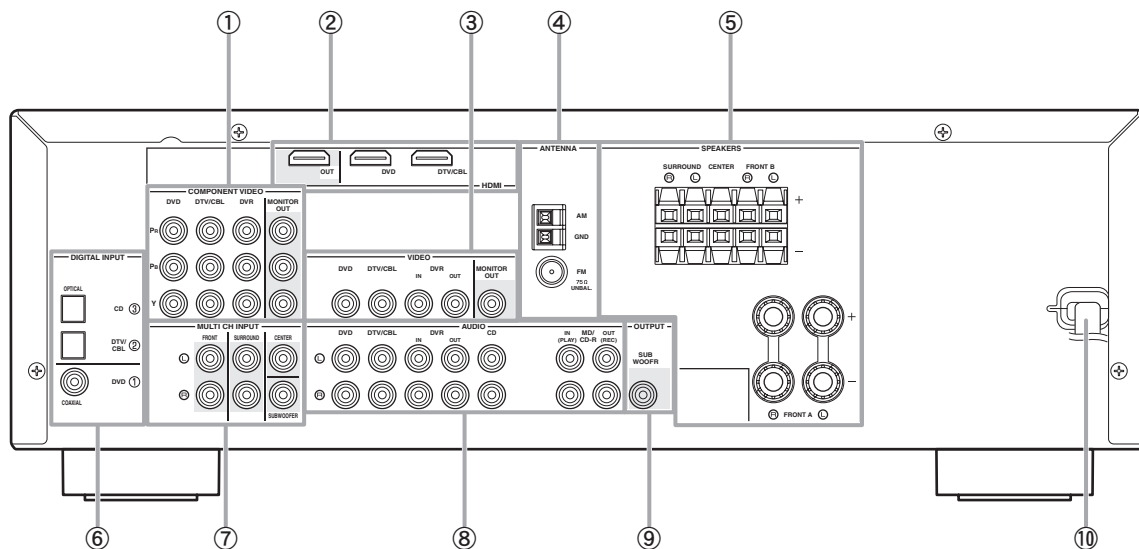 ① ② ③ ④ ⑤
SPEAKERS
SURROUND CENTER FRONT B
Ⓡ Ⓛ Ⓡ Ⓛ
+
−
+
−
Ⓡ FRONT A Ⓛ
ANTENNA
AM
GND
FM
75Ω
UNBAL.
OUT DVD DTV/CBL
HDMI
COMPONENT VIDEO
DVD DTV/CBL DVR MONITOR
OUT
PR
PB
Y
VIDEO
DVD DTV/CBL DVR MONITOR
IN OUT OUT
DIGITAL INPUT
OPTICAL
CD ③
DTV/
CBL ②
DVD ①
COAXIAL
MULTI CH INPUT
FRONT SURROUND CENTER
Ⓛ
Ⓡ
SUBWOOFER
AUDIO
DVD DTV/CBL DVR CD IN MD/ OUT
IN OUT (PLAY) CD-R (REC)
Ⓛ
Ⓡ
OUTPUT
SUB
WOOFR
⑥ ⑦ ⑧ ⑨ ⑩